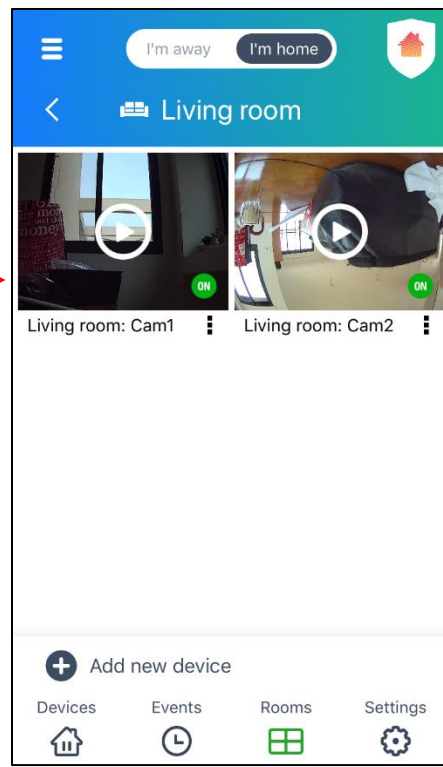 I'm away I'm home
Living room
ON ON
Living room: Cam1 Living room: Cam2
Add new device
Devices Events Rooms Settings